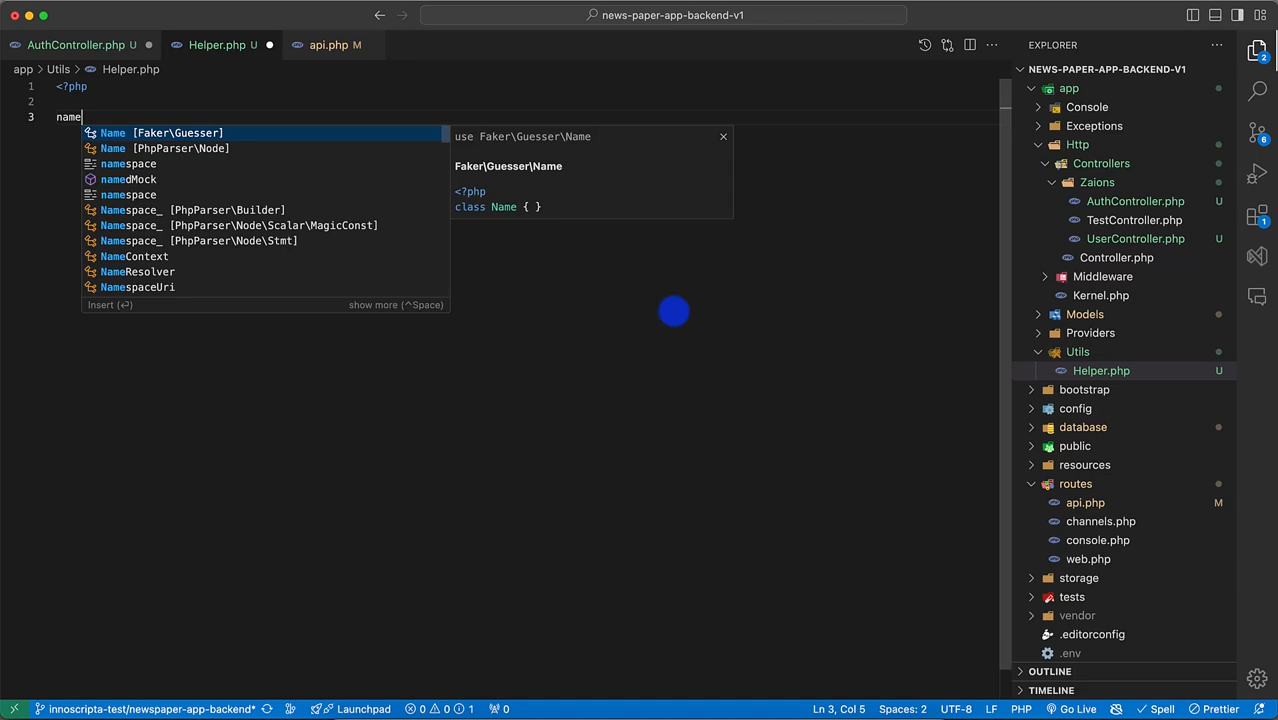 news-paper-app-backend-v1
AuthController.php U
Helper.php U
api.php M
app > Utils > Helper.php
1 <?php
2
3 name
Name [Faker\Guesser]
Name [PhpParser\Node]
namespace
namedMock
namespace
Namespace_ [PhpParser\Builder]
Namespace_ [PhpParser\Node\Scalar\MagicConst]
Namespace_ [PhpParser\Node\Stmt]
NameContext
NameResolver
NamespaceUri
Insert (⏎) show more (^Space)
use Faker\Guesser\Name
Faker\Guesser\Name
<?php
class Name { }
EXPLORER
NEWS-PAPER-APP-BACKEND-V1
app
Console
Exceptions
Http
Controllers
Zaions
AuthController.php U
TestController.php
UserController.php U
Controller.php
Middleware
Kernel.php
Models
Providers
Utils
Helper.php U
bootstrap
config
database
public
resources
routes
api.php M
channels.php
console.php
web.php
storage
tests
vendor
.editorconfig
.env
OUTLINE
TIMELINE
2
6
1
innoscripta-test/newspaper-app-backend* Launchpad 0 0 1 0 Ln 3, Col 5 Spaces: 2 UTF-8 LF PHP Go Live Spell Prettier